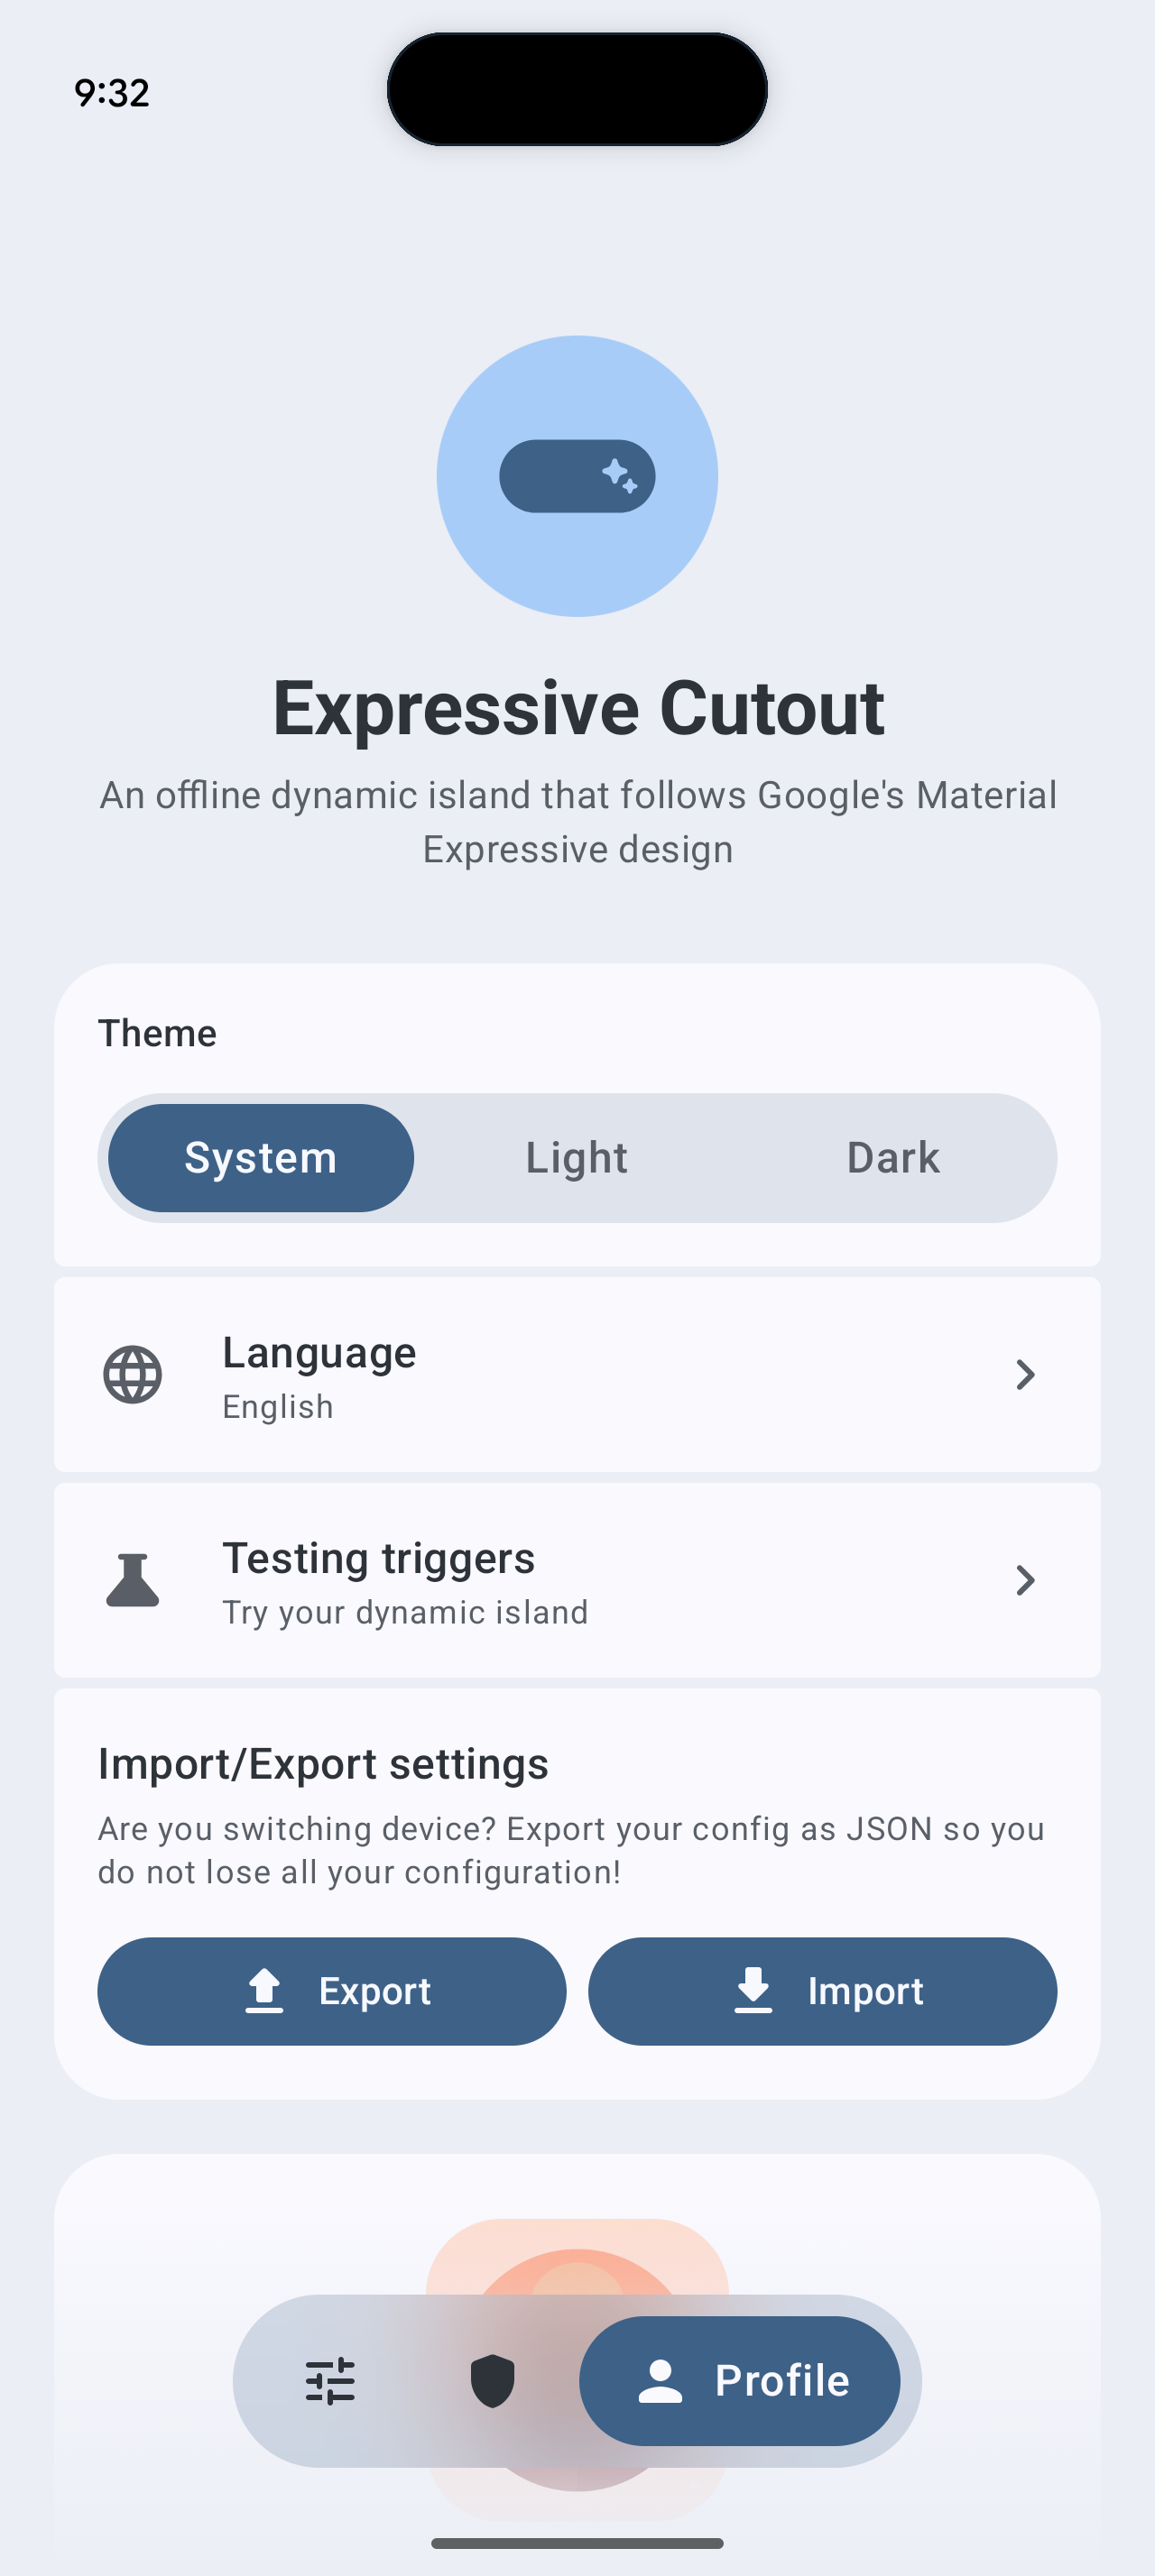 9:32
Expressive Cutout
An offline dynamic island that follows Google's Material
Expressive design
Theme
System
Light
Dark
Language
English
Testing triggers
Try your dynamic island
Import/Export settings
Are you switching device? Export your config as JSON so you
do not lose all your configuration!
Export
Import
Profile